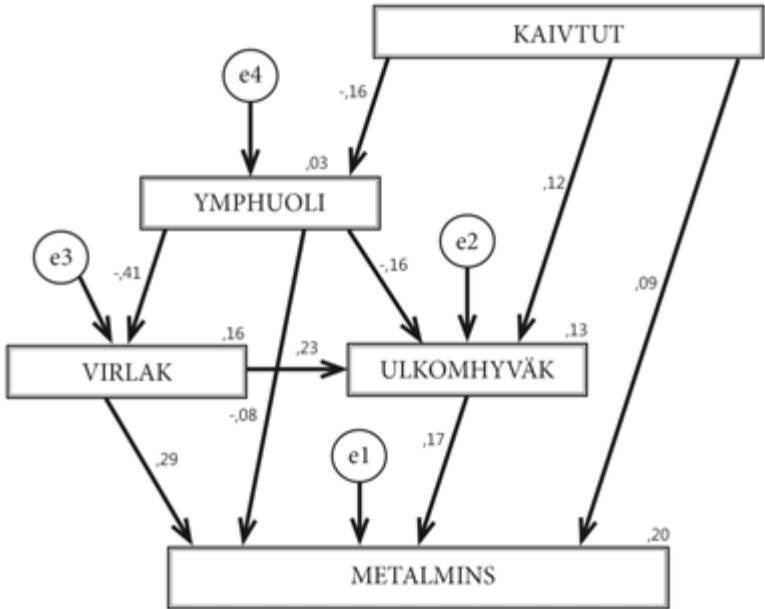 KAIVTUT
e4
-,16
,03
YMPHUOLI
,12
e2
e3
-,41
-,16
,09
,16
,23
,13
VIRLAK
ULKOMHYVÄK
-,08
,29
e1
,17
,20
METALMINS